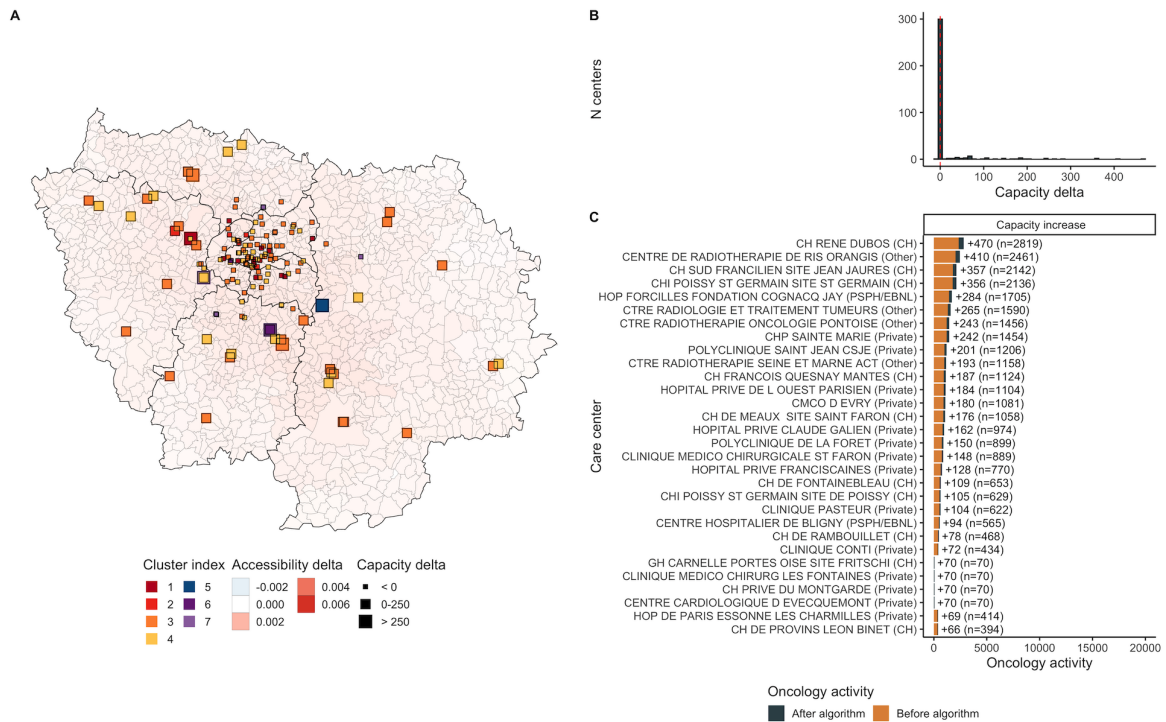 A
Cluster index
1
2
3
4
5
6
7
Accessibility delta
-0.002
0.000
0.002
0.004
0.006
Capacity delta
< 0
0-250
> 250
B
N centers
300
200
100
0
0
100
200
300
400
Capacity delta
C
Capacity increase
Care center
CH RENE DUBOS (CH) +470 (n=2819)
CENTRE DE RADIOTHERAPIE DE RIS ORANGIS (Other) +410 (n=2461)
CH SUD FRANCILIEN SITE JEAN JAURES (CH) +357 (n=2142)
CHI POISSY ST GERMAIN SITE ST GERMAIN (CH) +356 (n=2136)
HOP FORCILLES FONDATION COGNACQ JAY (PSPH/EBNL) +284 (n=1705)
CTRE RADIOLOGIE ET TRAITEMENT TUMEURS (Other) +265 (n=1590)
CTRE RADIOTHERAPIE ONCOLOGIE PONTOISE (Other) +243 (n=1456)
CHP SAINTE MARIE (Private) +242 (n=1454)
POLYCLINIQUE SAINT JEAN CSJE (Private) +201 (n=1206)
CTRE RADIOTHERAPIE SEINE ET MARNE ACT (Other) +193 (n=1158)
CH FRANCOIS QUESNAY MANTES (CH) +187 (n=1124)
HOPITAL PRIVE DE L OUEST PARISIEN (Private) +184 (n=1104)
CMCO D EVRY (Private) +180 (n=1081)
CH DE MEAUX  SITE SAINT FARON (CH) +176 (n=1058)
HOPITAL PRIVE CLAUDE GALIEN (Private) +162 (n=974)
POLYCLINIQUE DE LA FORET (Private) +150 (n=899)
CLINIQUE MEDICO CHIRURGICALE ST FARON (Private) +148 (n=889)
HOPITAL PRIVE FRANCISCAINES (Private) +128 (n=770)
CH DE FONTAINEBLEAU (CH) +109 (n=653)
CHI POISSY ST GERMAIN SITE DE POISSY (CH) +105 (n=629)
CLINIQUE PASTEUR (Private) +104 (n=622)
CENTRE HOSPITALIER DE BLIGNY (PSPH/EBNL) +94 (n=565)
CH DE RAMBOUILLET (CH) +78 (n=468)
CLINIQUE CONTI (Private) +72 (n=434)
GH CARNELLE PORTES OISE SITE FRITSCHI (CH) +70 (n=70)
CLINIQUE MEDICO CHIRURG LES FONTAINES (Private) +70 (n=70)
CH PRIVE DU MONTGARDE (Private) +70 (n=70)
CENTRE CARDIOLOGIQUE D EVECQUEMONT (Private) +70 (n=70)
HOP DE PARIS ESSONNE LES CHARMILLES (Private) +69 (n=414)
CH DE PROVINS LEON BINET (CH) +66 (n=394)
0
5000
10000
15000
20000
Oncology activity
Oncology activity
After algorithm
Before algorithm